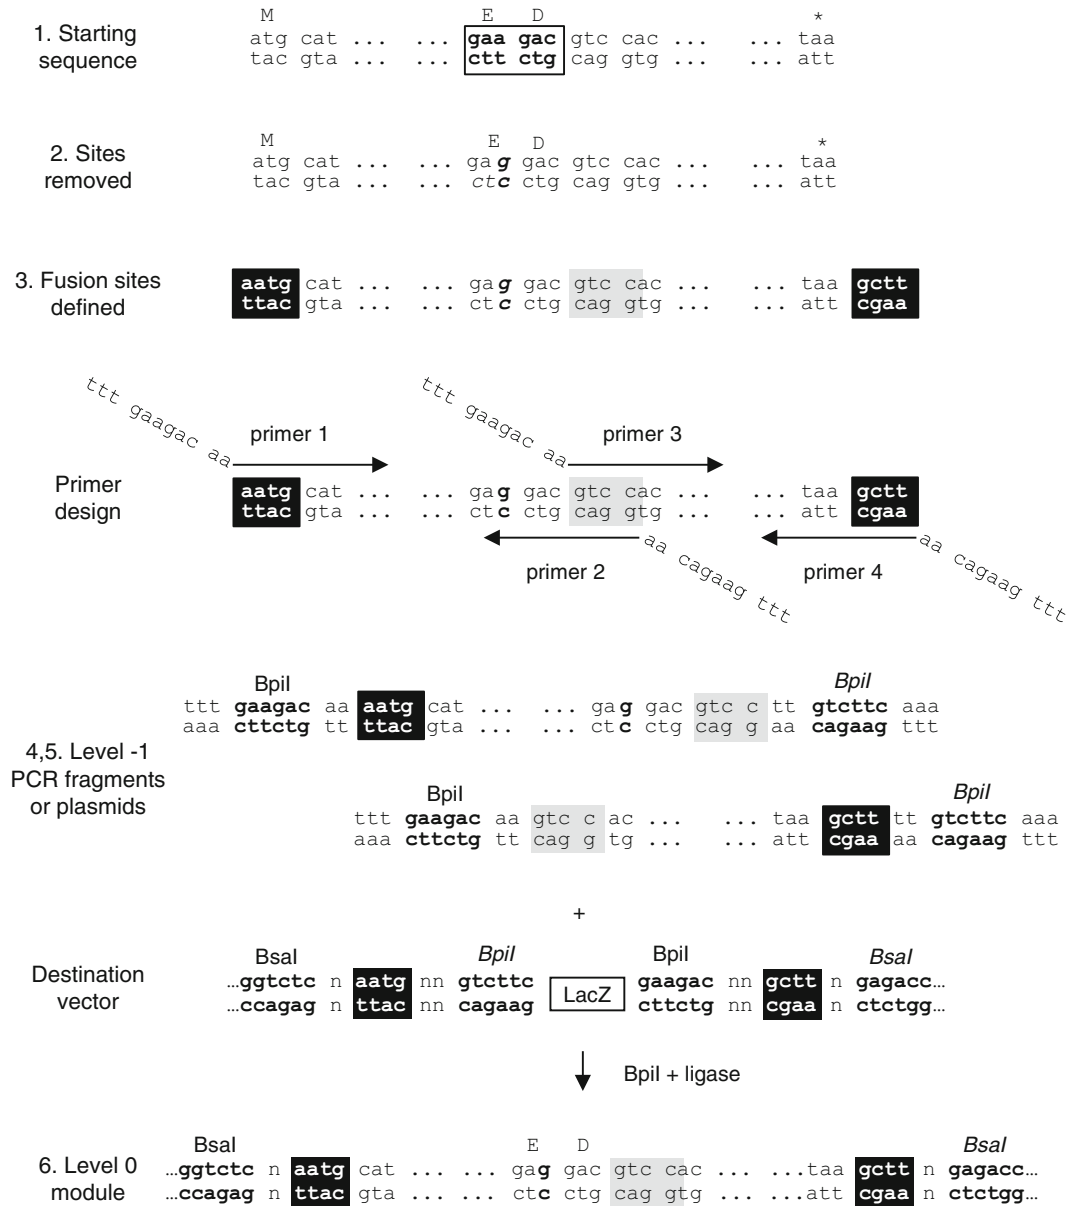 M E D *
1. Starting sequence
atg cat ... ... gaa gac gtc cac ... ... taa
tac gta ... ... ctt ctg cag gtg ... ... att
M E D *
2. Sites removed
atg cat ... ... gag gac gtc cac ... ... taa
tac gta ... ... ctc ctg cag gtg ... ... att
3. Fusion sites defined
aatg cat ... ... gag gac gtc cac ... ... taa gctt
ttac gta ... ... ctc ctg cag gtg ... ... att cgaa
ttt gaagac aa
primer 1
ttt gaagac aa
primer 3
Primer design
aatg cat ... ... gag gac gtc cac ... ... taa gctt
ttac gta ... ... ctc ctg cag gtg ... ... att cgaa
primer 2
aa cagaag ttt
primer 4
aa cagaag ttt
4,5. Level -1 PCR fragments or plasmids
BpiI BpiI
ttt gaagac aa aatg cat ... ... gag gac gtc c tt gtcttc aaa
aaa cttctg tt ttac gta ... ... ctc ctg cag g aa cagaag ttt
BpiI BpiI
ttt gaagac aa gtc c ac ... ... taa gctt tt gtcttc aaa
aaa cttctg tt cag g tg ... ... att cgaa aa cagaag ttt
+
Destination vector
BsaI BpiI BpiI BsaI
...ggtctc n aatg nn gtcttc LacZ gaagac nn gctt n gagacc...
...ccagag n ttac nn cagaag cttctg nn cgaa n ctctgg...
BpiI + ligase
BsaI E D BsaI
6. Level 0 module
...ggtctc n aatg cat ... ... gag gac gtc cac ... ...taa gctt n gagacc...
...ccagag n ttac gta ... ... ctc ctg cag gtg ... ...att cgaa n ctctgg...